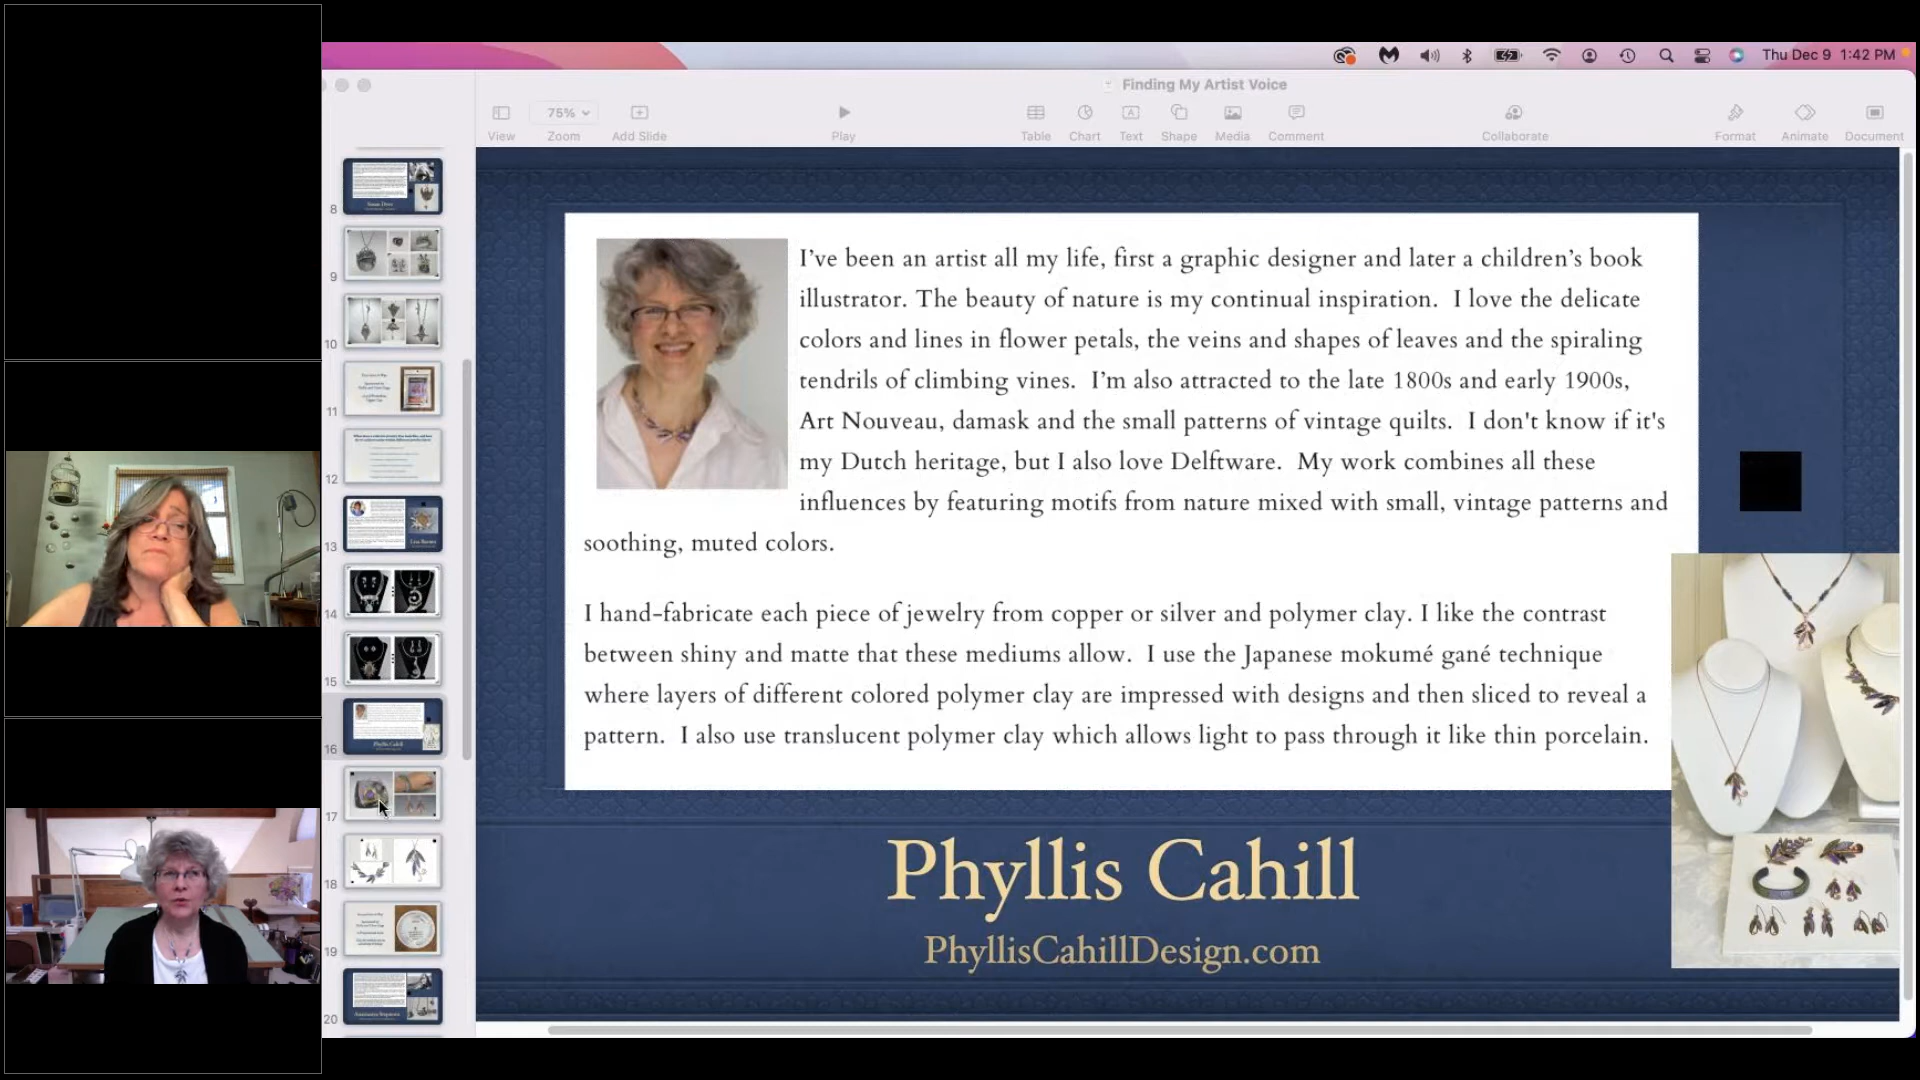 Thu Dec 9 1:42 PM
Finding My Artist Voice
75%
View Zoom Add Slide Play Table Chart Text Shape Media Comment Collaborate Format Animate Document
8
9
10
11
12
13
14
15
16
17
18
19
20
I've been an artist all my life, first a graphic designer and later a children's book
illustrator. The beauty of nature is my continual inspiration. I love the delicate
colors and lines in flower petals, the veins and shapes of leaves and the spiraling
tendrils of climbing vines. I'm also attracted to the late 1800s and early 1900s,
Art Nouveau, damask and the small patterns of vintage quilts. I don't know if it's
my Dutch heritage, but I also love Delftware. My work combines all these
influences by featuring motifs from nature mixed with small, vintage patterns and
soothing, muted colors.
I hand-fabricate each piece of jewelry from copper or silver and polymer clay. I like the contrast
between shiny and matte that these mediums allow. I use the Japanese mokumé gané technique
where layers of different colored polymer clay are impressed with designs and then sliced to reveal a
pattern. I also use translucent polymer clay which allows light to pass through it like thin porcelain.
Phyllis Cahill
PhyllisCahillDesign.com